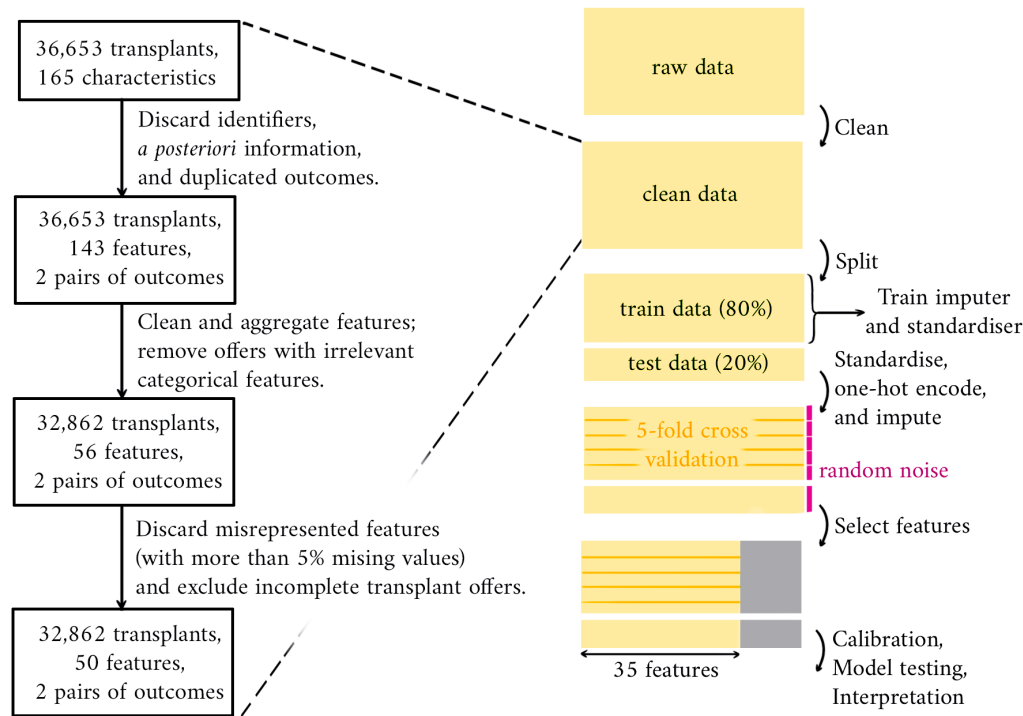 36,653 transplants,
165 characteristics
Discard identifiers,
a posteriori information,
and duplicated outcomes.
36,653 transplants,
143 features,
2 pairs of outcomes
Clean and aggregate features;
remove offers with irrelevant
categorical features.
32,862 transplants,
56 features,
2 pairs of outcomes
Discard misrepresented features
(with more than 5% mising values)
and exclude incomplete transplant offers.
32,862 transplants,
50 features,
2 pairs of outcomes
raw data
Clean
clean data
Split
train data (80%)
Train imputer
and standardiser
test data (20%)
Standardise,
one-hot encode,
and impute
5-fold cross
validation
random noise
Select features
35 features
Calibration,
Model testing,
Interpretation